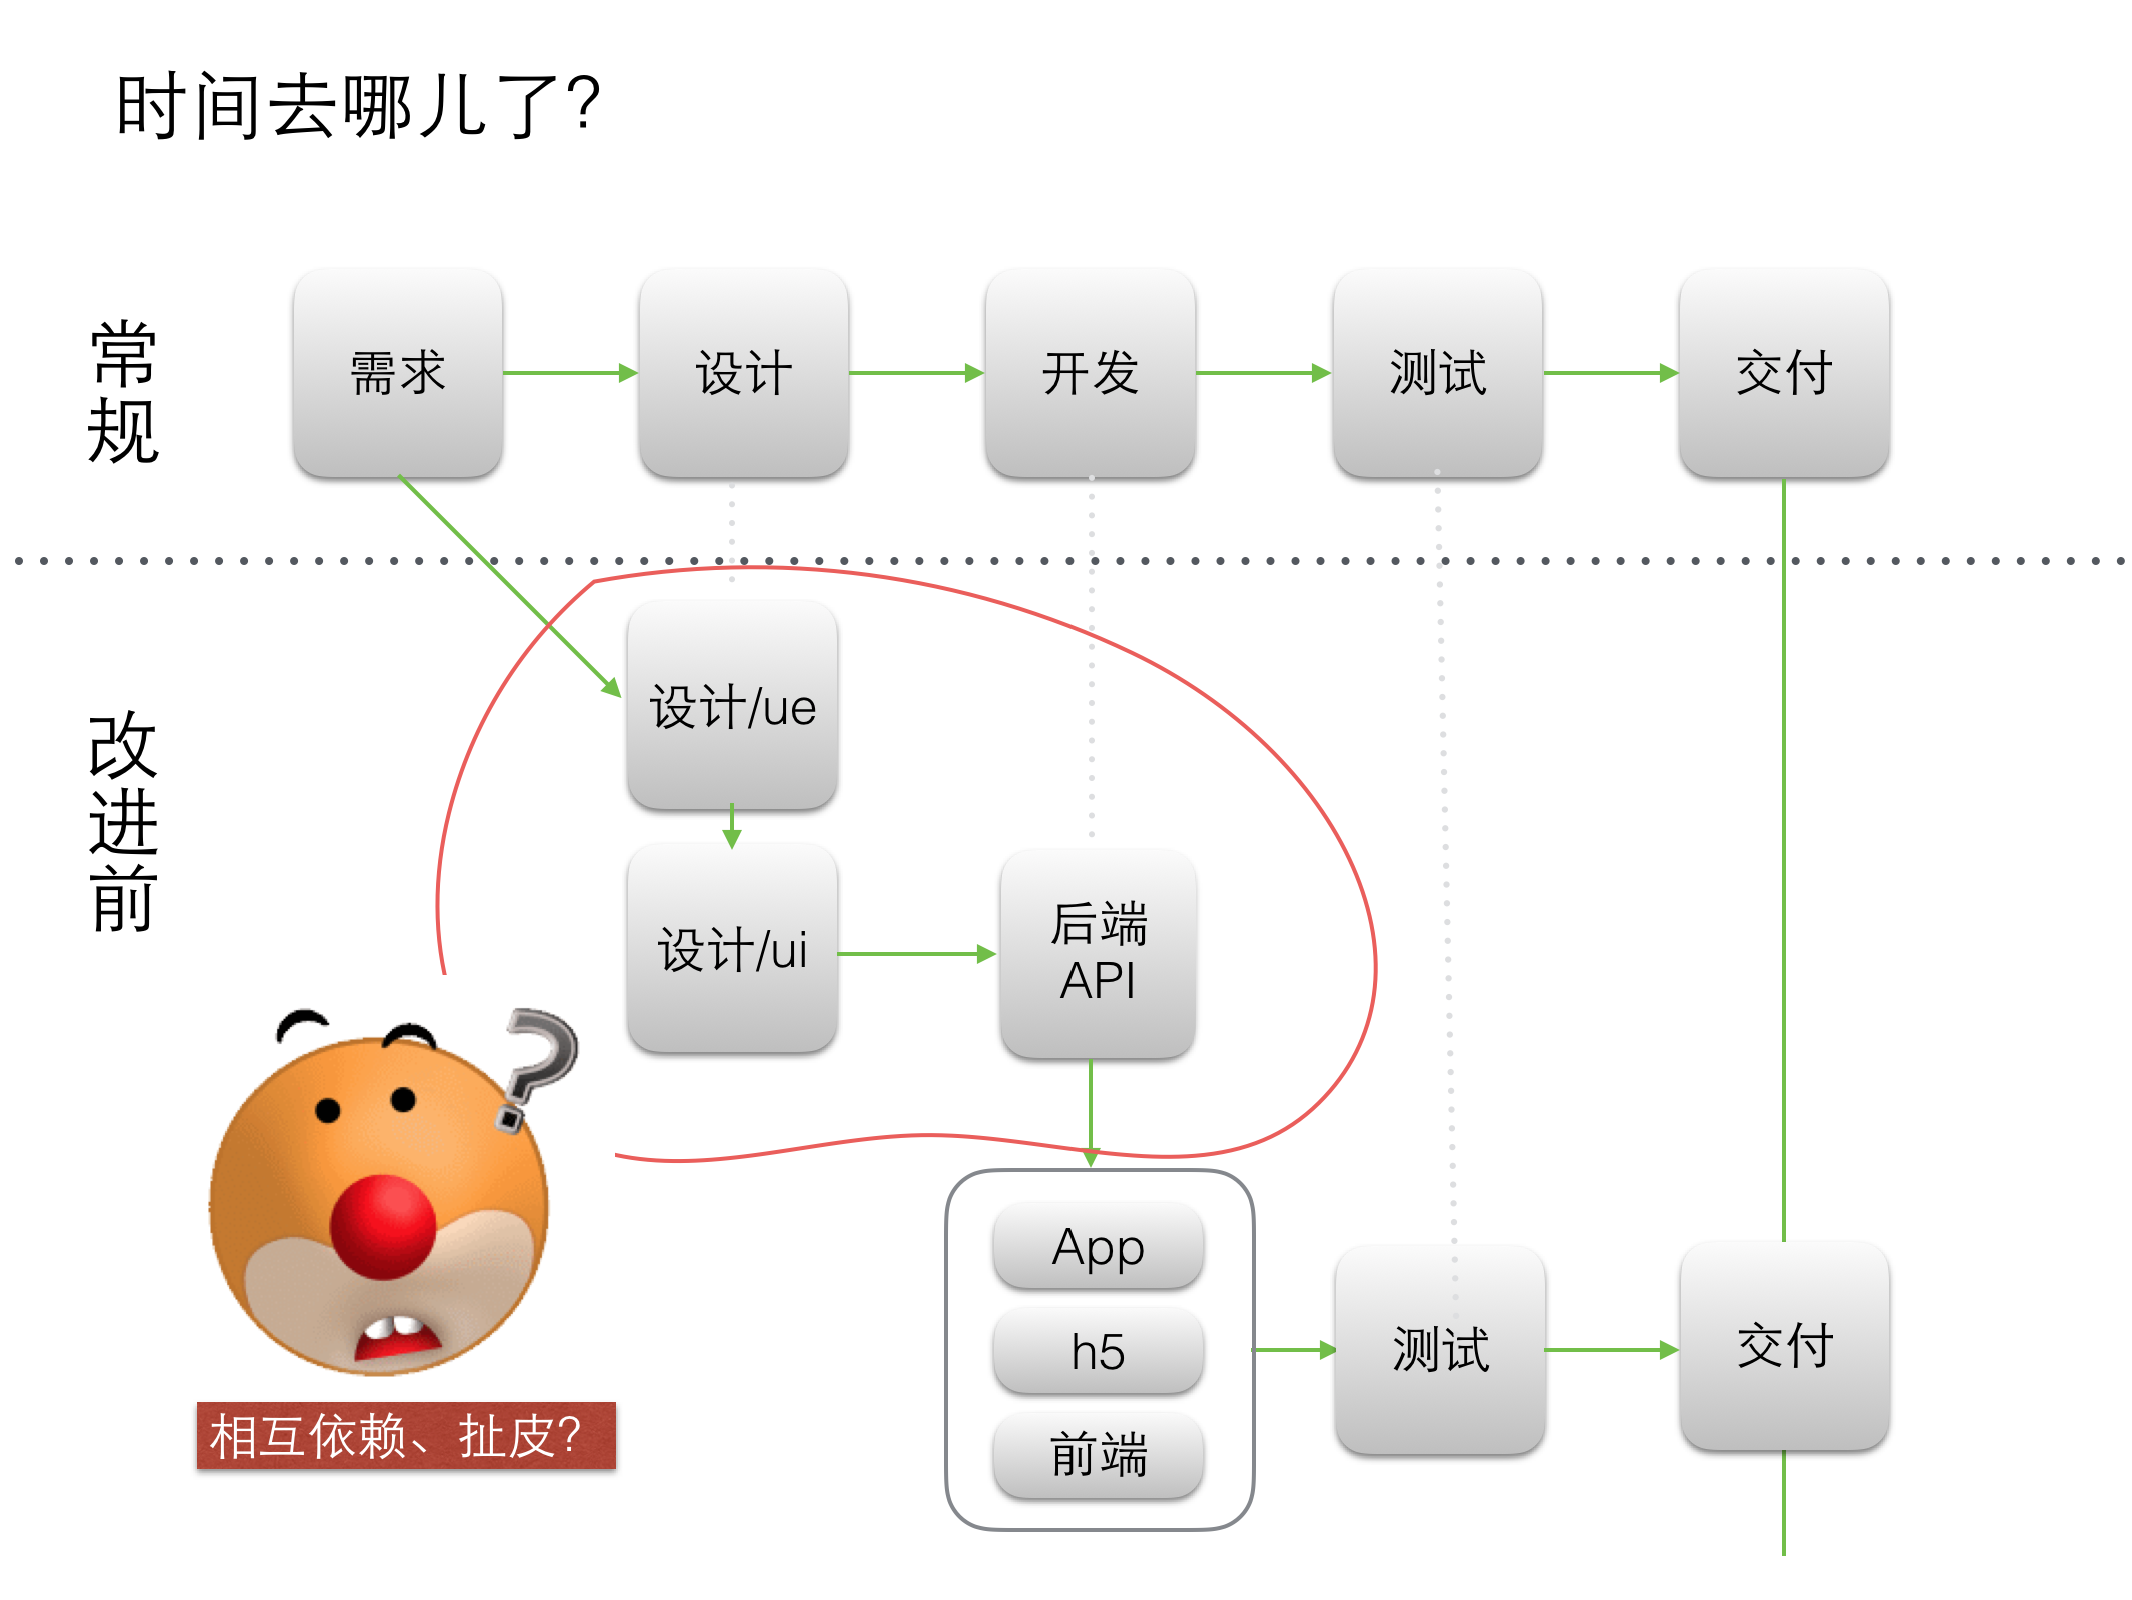 时间去哪儿了?
常规
需求
设计
开发
测试
交付
改进前
设计/ue
设计/ui
后端
API
App
h5
前端
测试
交付
相互依赖、扯皮?